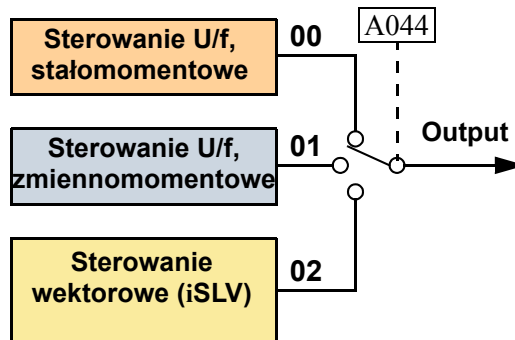 Sterowanie U/f,
stałomomentowe
00
A044
Sterowanie U/f,
zmiennomomentowe
01
Output
Sterowanie
wektorowe (iSLV)
02